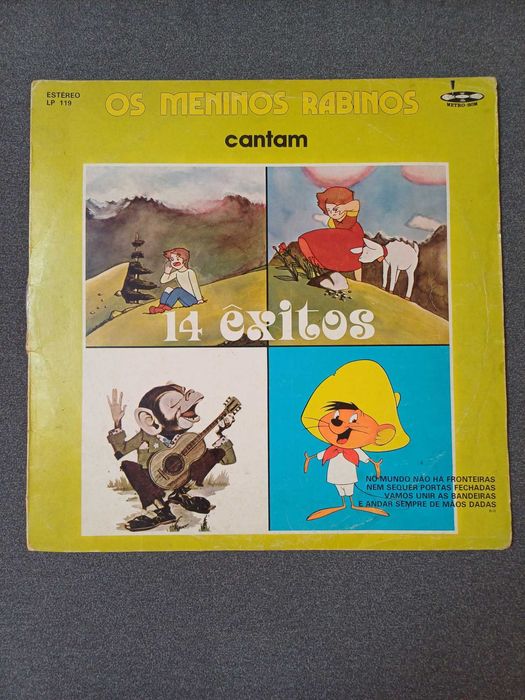 ESTÉREO
LP 119
OS MENINOS RABINOS
METRO-SOM
cantam
14 êxitos
NO MUNDO NÃO HÁ FRONTEIRAS
NEM SEQUER PORTAS FECHADAS
VAMOS UNIR AS BANDEIRAS
E ANDAR SEMPRE DE MÃOS DADAS